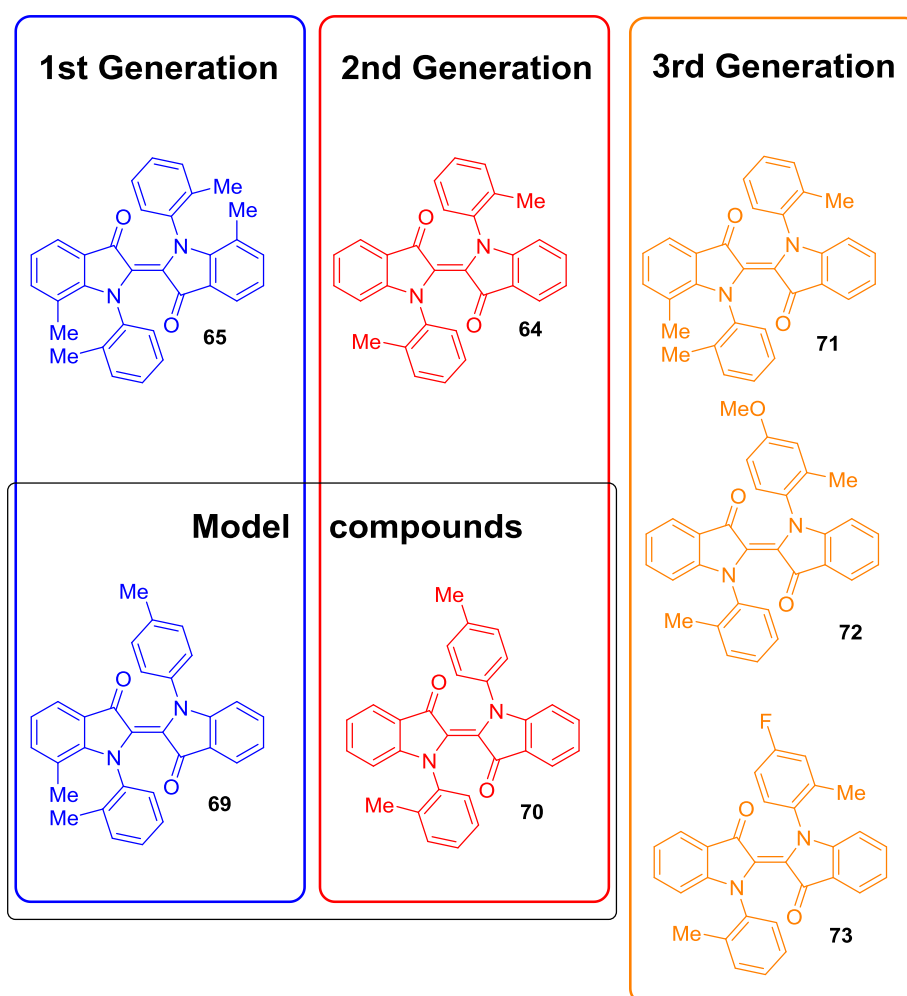 1st Generation
2nd Generation
3rd Generation
Me
Me
O
N
N
O
Me
Me
65
Me
O
N
N
O
Me
64
Me
O
N
N
O
Me
Me
71
MeO
Me
O
N
N
O
Me
72
Model compounds
Me
O
N
N
O
Me
Me
69
Me
O
N
N
O
Me
70
F
Me
O
N
N
O
Me
73